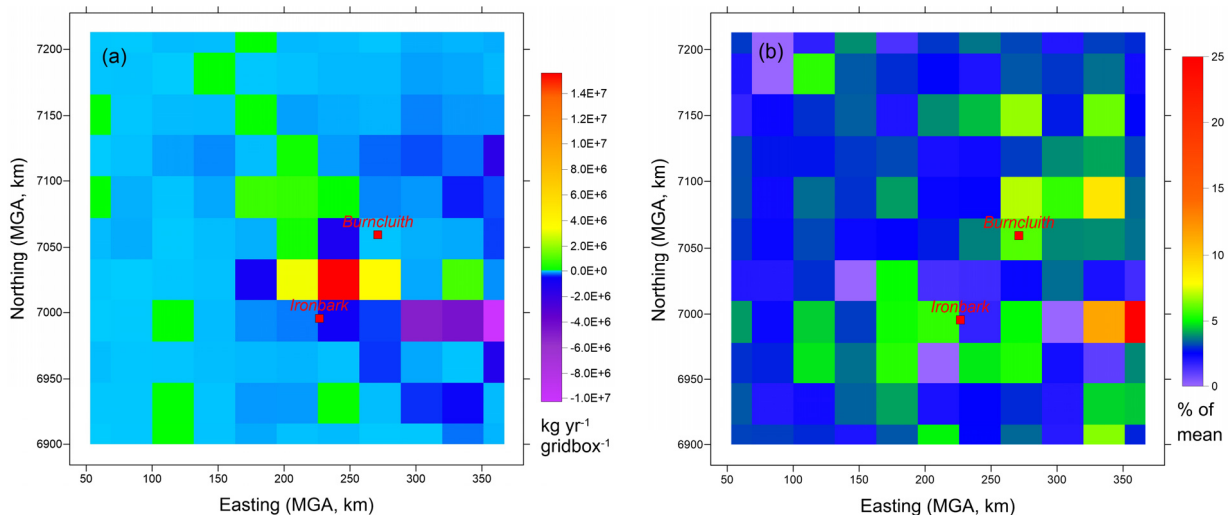 (a)
7200
7150
7100
7050
7000
6950
6900
Northing (MGA, km)
Burncluith
Ironpark
50 100 150 200 250 300 350
Easting (MGA, km)
1.4E+7
1.2E+7
1.0E+7
8.0E+6
6.0E+6
4.0E+6
2.0E+6
0.0E+0
-2.0E+6
-4.0E+6
-6.0E+6
-8.0E+6
-1.0E+7
kg yr⁻¹
gridbox⁻¹
(b)
7200
7150
7100
7050
7000
6950
6900
Northing (MGA, km)
Burncluith
Ironpark
50 100 150 200 250 300 350
Easting (MGA, km)
25
20
15
10
5
0
% of
mean